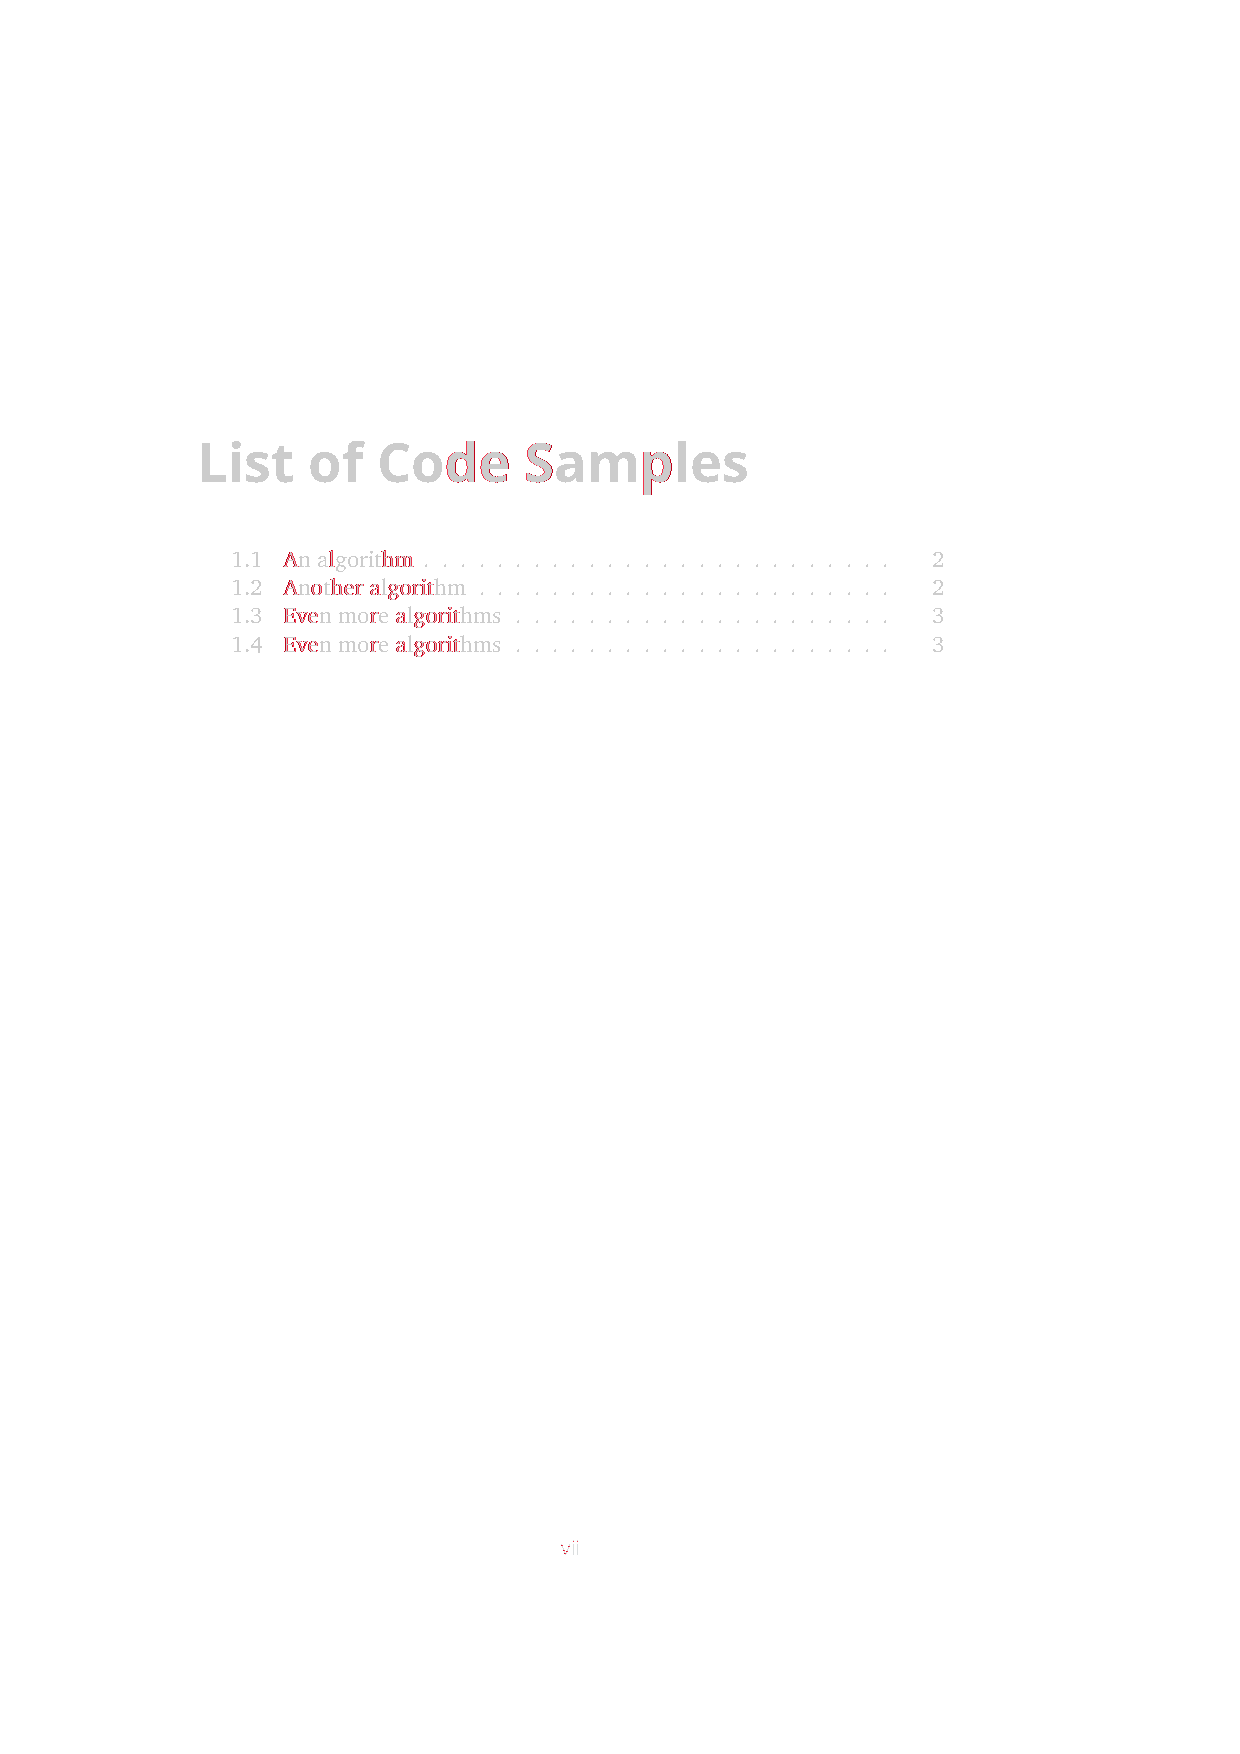 List of Code Samples
1.1 An algorithm . . . . . . . . . . . . . . . . . . . . . . . . . . 2
1.2 Another algorithm . . . . . . . . . . . . . . . . . . . . . . . 2
1.3 Even more algorithms . . . . . . . . . . . . . . . . . . . . . 3
1.4 Even more algorithms . . . . . . . . . . . . . . . . . . . . . 3
vii